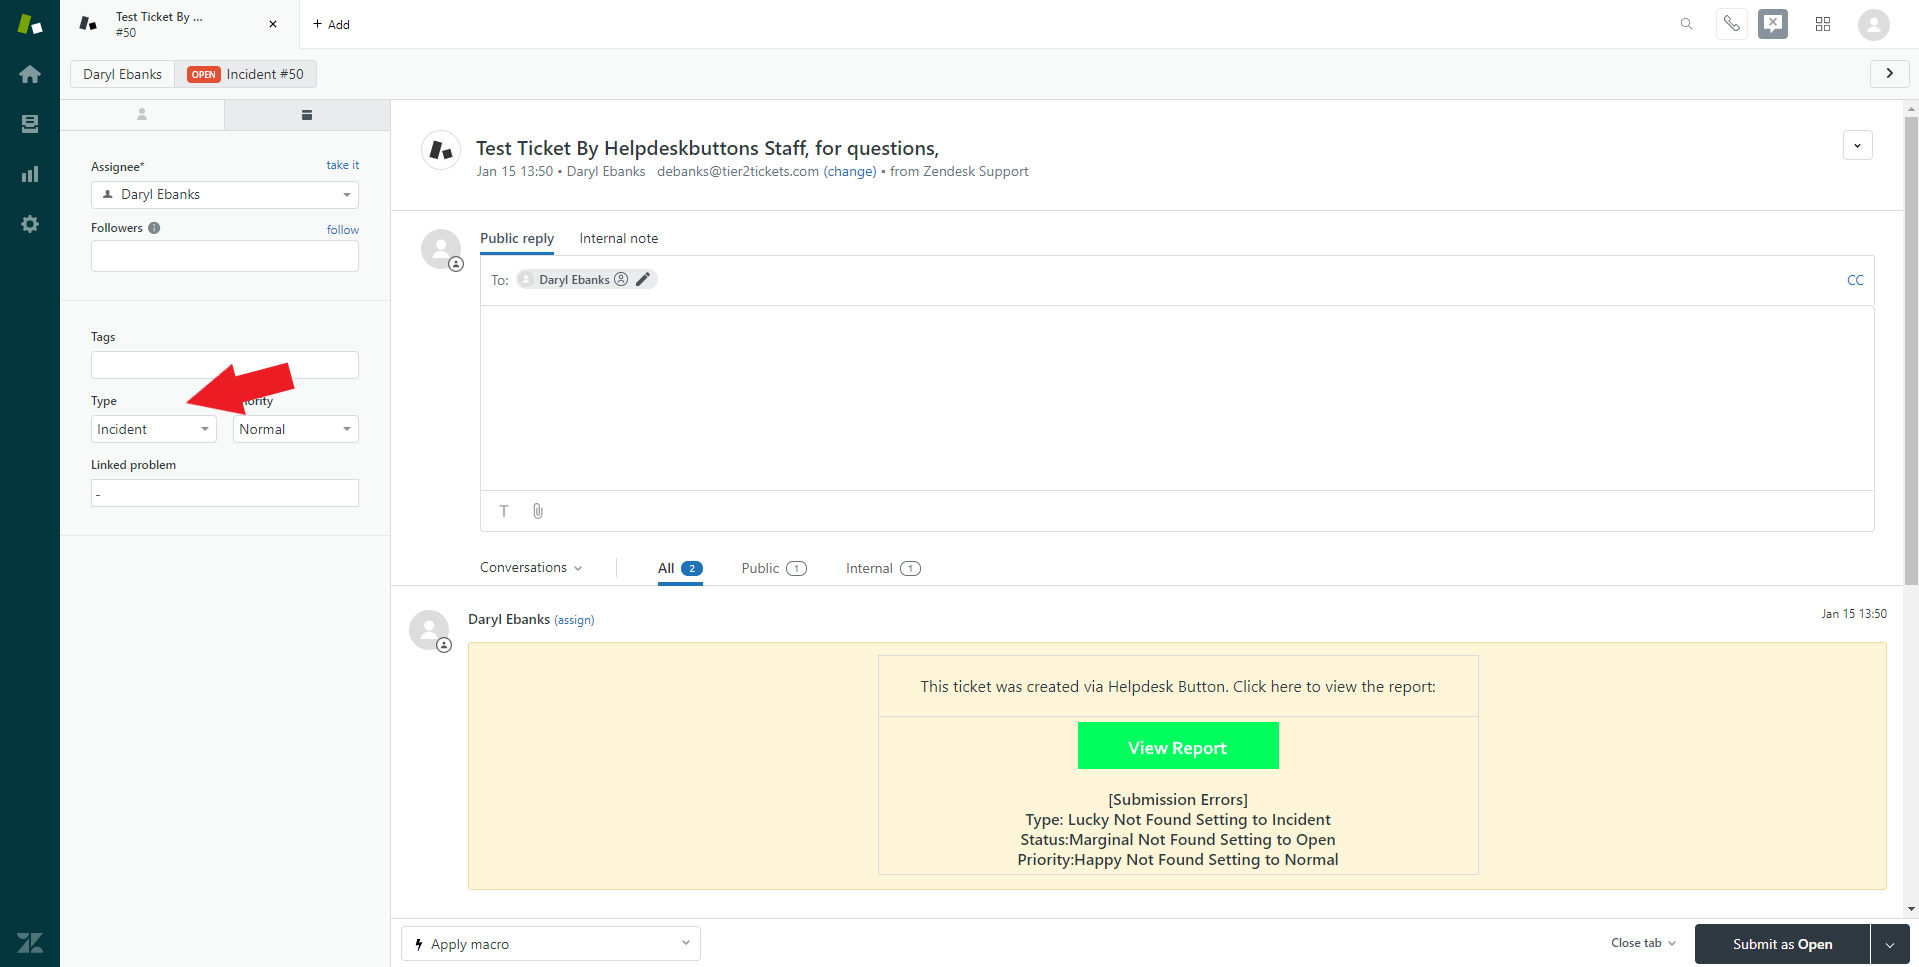 Test Ticket By ...
#50
+ Add
Daryl Ebanks
OPEN Incident #50
Assignee*
take it
Daryl Ebanks
Followers
follow
Tags
Type
Incident
Normal
Linked problem
-
Test Ticket By Helpdeskbuttons Staff, for questions,
Jan 15 13:50 • Daryl Ebanks debanks@tier2tickets.com (change) • from Zendesk Support
Public reply
Internal note
To: Daryl Ebanks
CC
T
Conversations
All 2
Public 1
Internal 1
Daryl Ebanks (assign)
Jan 15 13:50
This ticket was created via Helpdesk Button. Click here to view the report:
View Report
[Submission Errors]
Type: Lucky Not Found Setting to Incident
Status:Marginal Not Found Setting to Open
Priority:Happy Not Found Setting to Normal
Apply macro
Close tab
Submit as Open